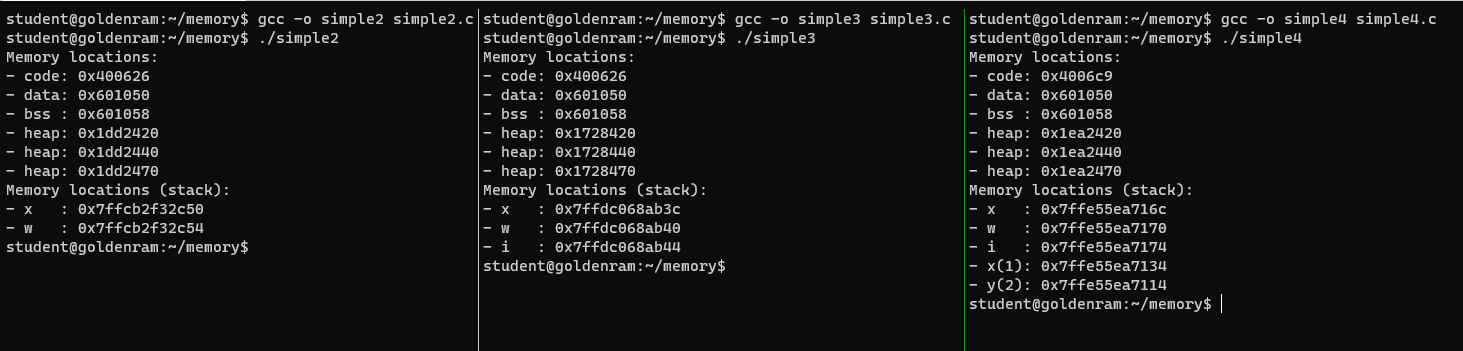 student@goldenram:~/memory$ gcc -o simple2 simple2.c
student@goldenram:~/memory$ ./simple2
Memory locations:
- code: 0x400626
- data: 0x601050
- bss : 0x601058
- heap: 0x1dd2420
- heap: 0x1dd2440
- heap: 0x1dd2470
Memory locations (stack):
- x   : 0x7ffcb2f32c50
- w   : 0x7ffcb2f32c54
student@goldenram:~/memory$
student@goldenram:~/memory$ gcc -o simple3 simple3.c
student@goldenram:~/memory$ ./simple3
Memory locations:
- code: 0x400626
- data: 0x601050
- bss : 0x601058
- heap: 0x1728420
- heap: 0x1728440
- heap: 0x1728470
Memory locations (stack):
- x   : 0x7ffdc068ab3c
- w   : 0x7ffdc068ab40
- i   : 0x7ffdc068ab44
student@goldenram:~/memory$
student@goldenram:~/memory$ gcc -o simple4 simple4.c
student@goldenram:~/memory$ ./simple4
Memory locations:
- code: 0x4006c9
- data: 0x601050
- bss : 0x601058
- heap: 0x1ea2420
- heap: 0x1ea2440
- heap: 0x1ea2470
Memory locations (stack):
- x   : 0x7ffe55ea716c
- w   : 0x7ffe55ea7170
- i   : 0x7ffe55ea7174
- x(1): 0x7ffe55ea7134
- y(2): 0x7ffe55ea7114
student@goldenram:~/memory$